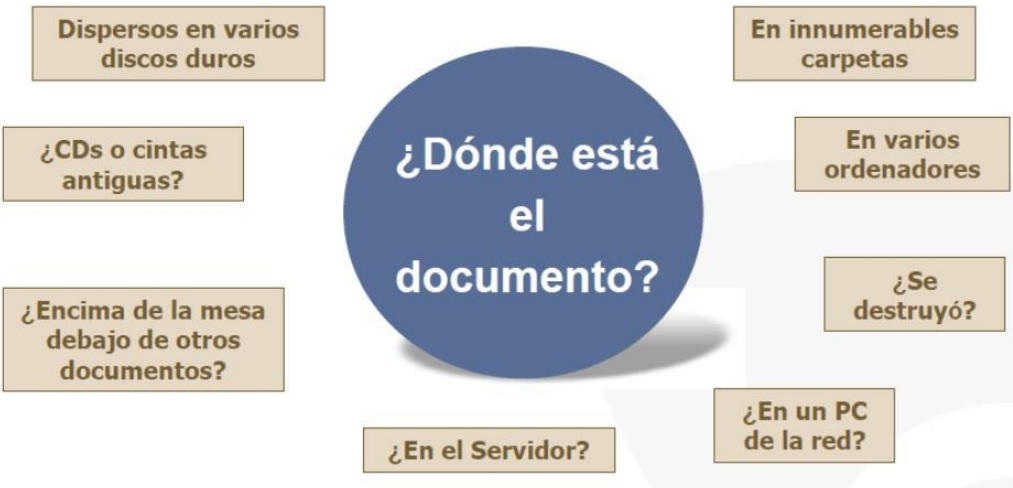 Dispersos en varios
discos duros
En innumerables
carpetas
¿CDs o cintas
antiguas?
¿Dónde está
el
documento?
En varios
ordenadores
¿Encima de la mesa
debajo de otros
documentos?
¿Se
destruyó?
¿En el Servidor?
¿En un PC
de la red?